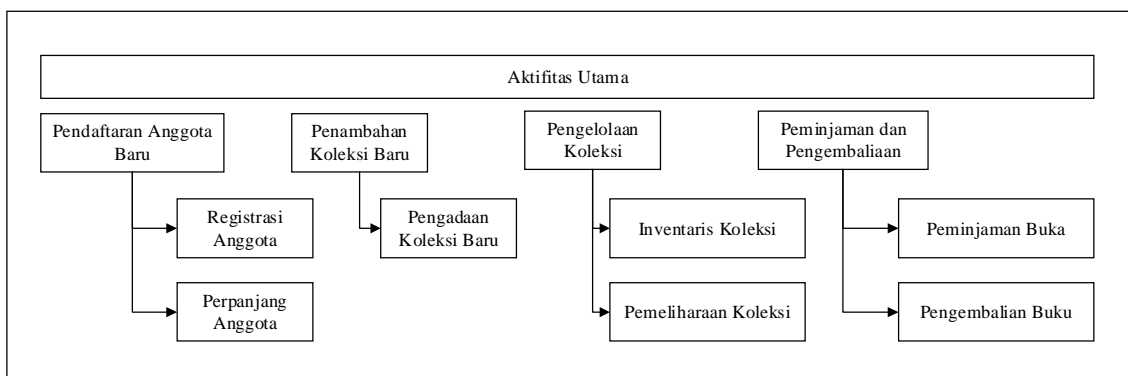 Aktifitas Utama
Pendaftaran Anggota
Baru
Penambahan
Koleksi Baru
Pengelolaan
Koleksi
Peminjaman dan
Pengembaliaan
Registrasi
Anggota
Pengadaan
Koleksi Baru
Inventaris Koleksi
Peminjaman Buka
Perpanjang
Anggota
Pemeliharaan Koleksi
Pengembalian Buku